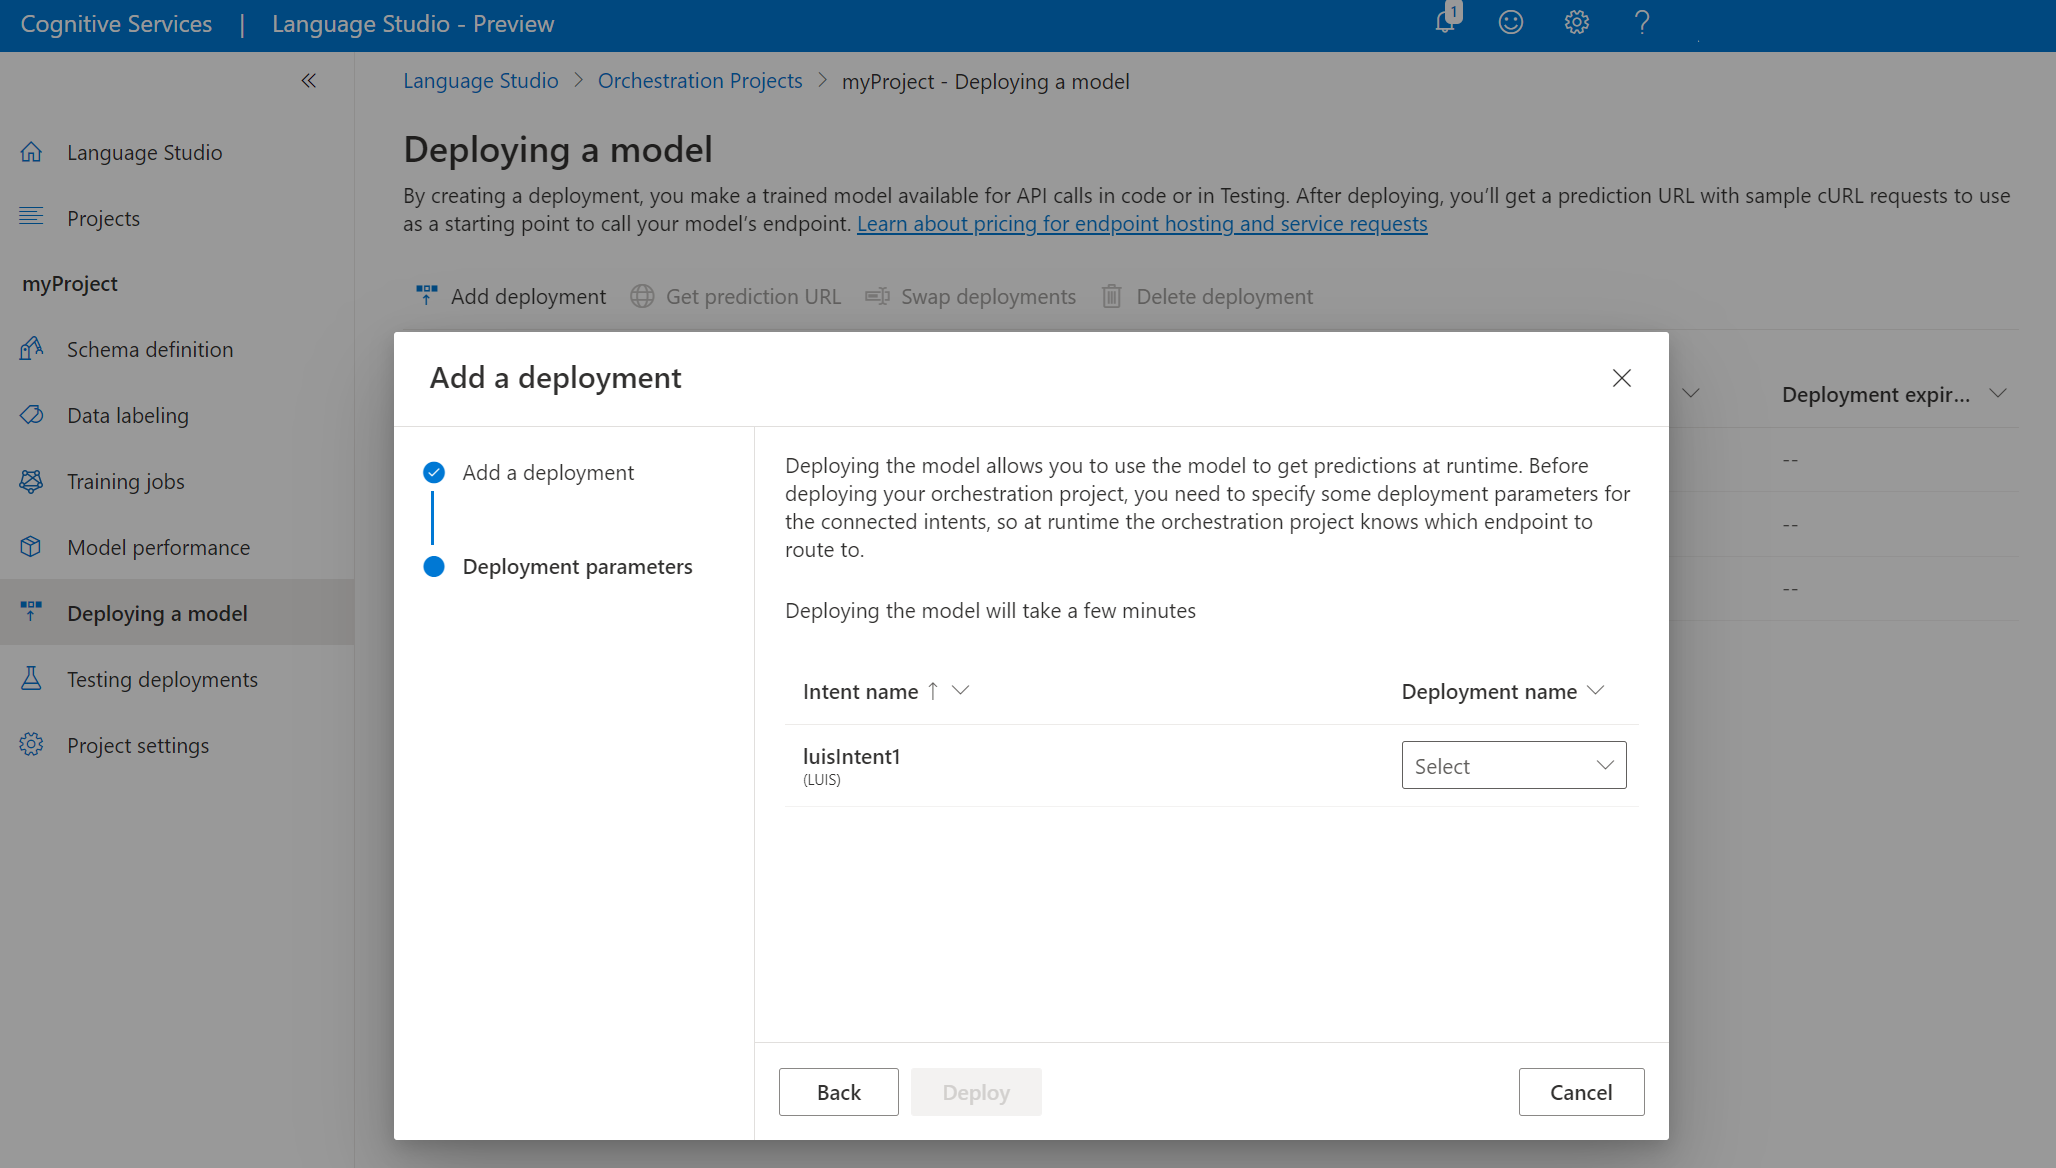 Cognitive Services | Language Studio - Preview
1
Language Studio > Orchestration Projects > myProject - Deploying a model
Language Studio
Projects
myProject
Schema definition
Data labeling
Training jobs
Model performance
Deploying a model
Testing deployments
Project settings
Deploying a model
By creating a deployment, you make a trained model available for API calls in code or in Testing. After deploying, you’ll get a prediction URL with sample cURL requests to use
as a starting point to call your model’s endpoint. Learn about pricing for endpoint hosting and service requests
Add deployment Get prediction URL Swap deployments Delete deployment
Deployment expir...
--
--
--
Add a deployment
Add a deployment
Deployment parameters
Deploying the model allows you to use the model to get predictions at runtime. Before
deploying your orchestration project, you need to specify some deployment parameters for
the connected intents, so at runtime the orchestration project knows which endpoint to
route to.
Deploying the model will take a few minutes
Intent name ↑ Deployment name
luisIntent1
(LUIS)
Select
Back Deploy Cancel